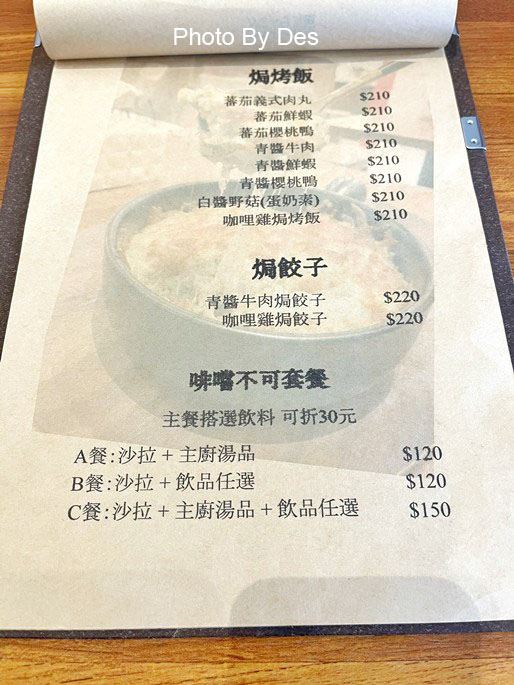 Photo By Des
焗烤飯
蕃茄義式肉丸 $210
蕃茄鮮蝦 $210
蕃茄櫻桃鴨 $210
青醬牛肉 $210
青醬鮮蝦 $210
青醬櫻桃鴨 $210
白醬野菇(蛋奶素) $210
咖哩雞焗烤飯 $210
焗餃子
青醬牛肉焗餃子 $220
咖哩雞焗餃子 $220
啡嚐不可套餐
主餐搭選飲料 可折30元
A餐:沙拉 + 主廚湯品 $120
B餐:沙拉 + 飲品任選 $120
C餐:沙拉 + 主廚湯品 + 飲品任選 $150